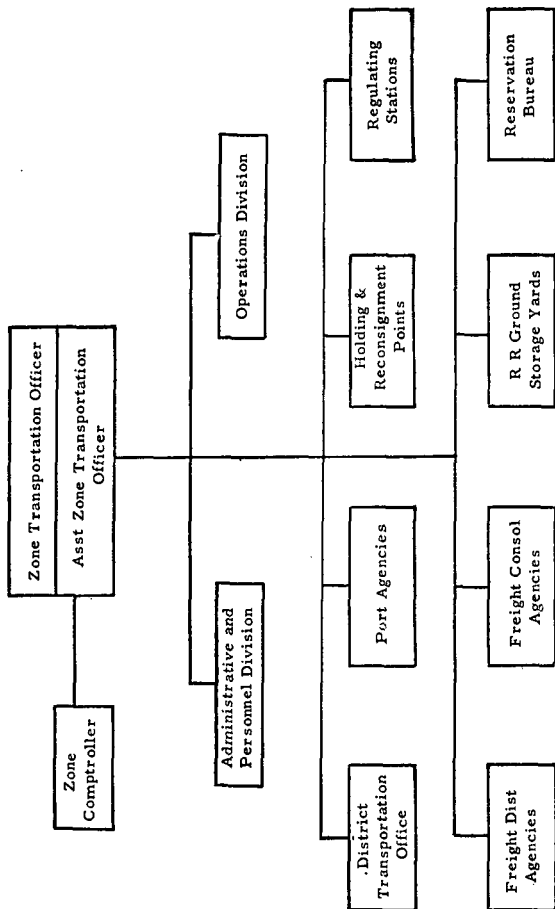 Zone Transportation Officer
Asst Zone Transportation
Officer
Zone
Comptroller
Administrative and
Personnel Division
Operations Division
.District
Transportation
Office
Port Agencies
Holding &
Reconsignment
Points
Regulating
Stations
Freight Dist
Agencies
Freight Consol
Agencies
R R Ground
Storage Yards
Reservation
Bureau